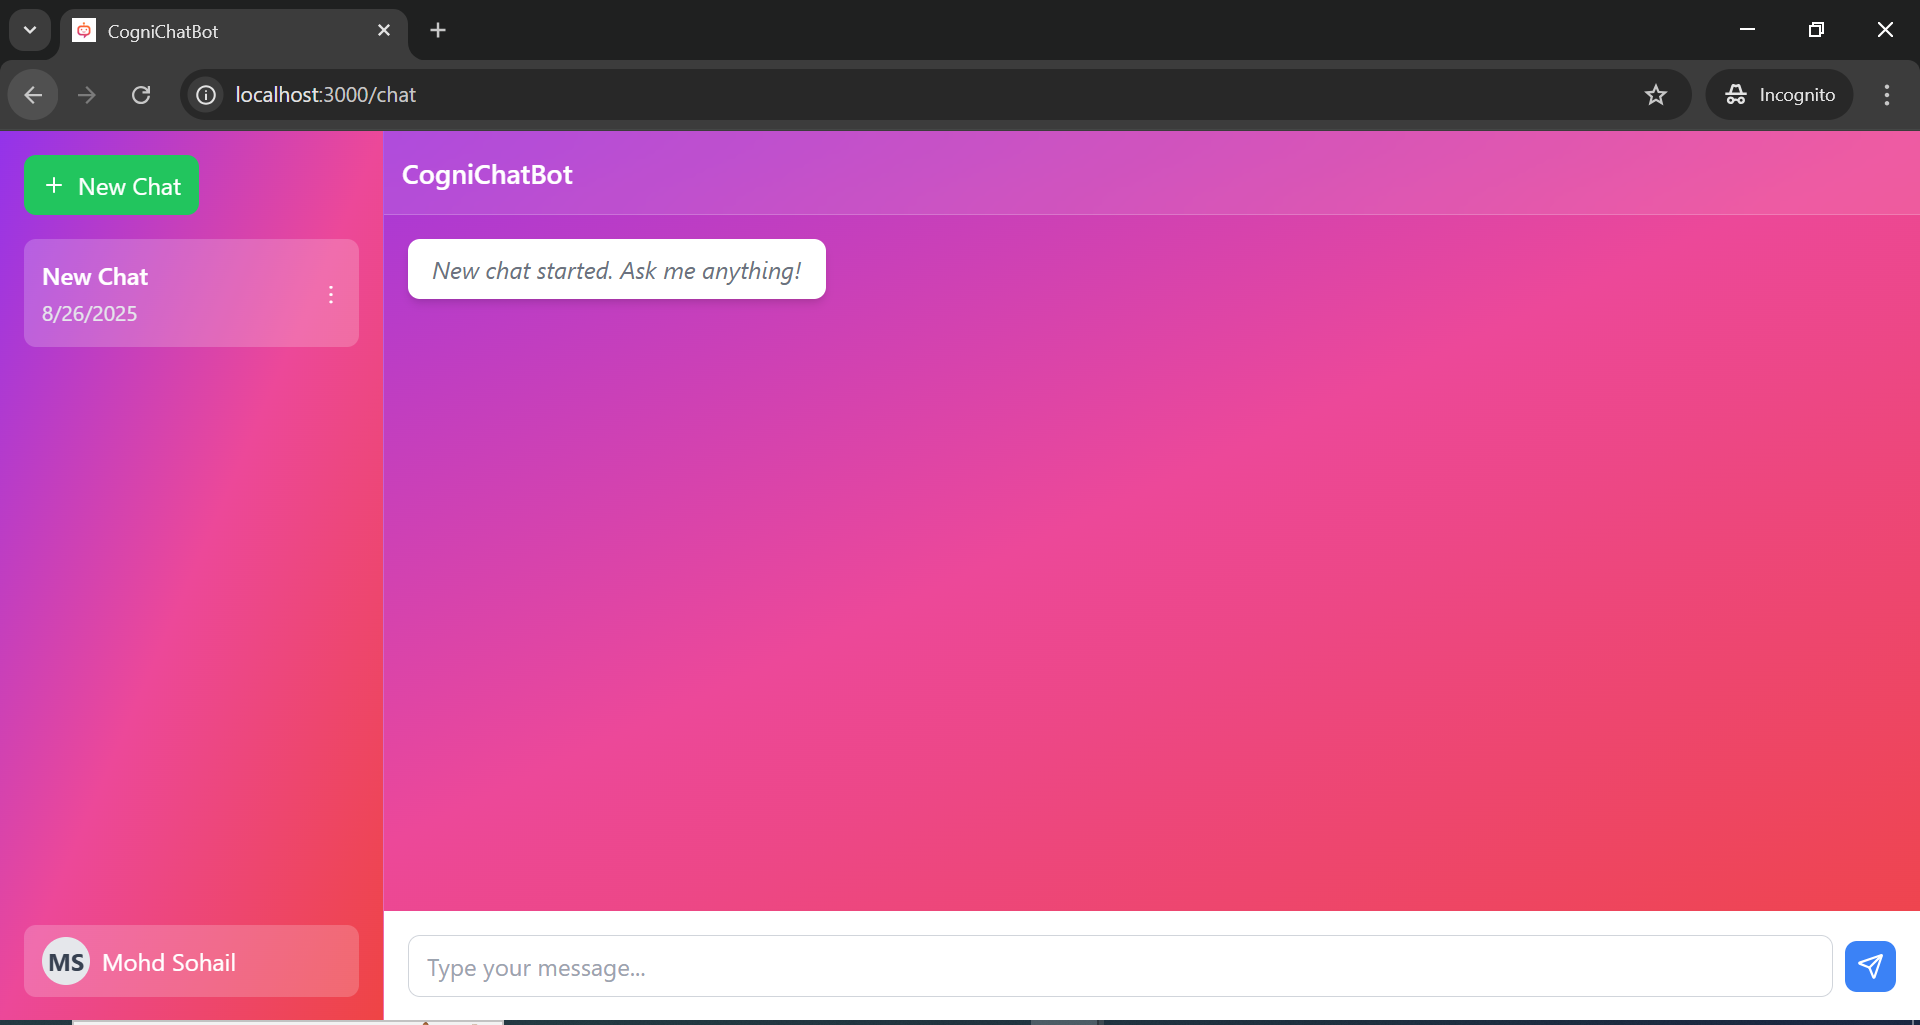 CogniChatBot
localhost:3000/chat
Incognito
New Chat
New Chat
8/26/2025
MS Mohd Sohail
CogniChatBot
New chat started. Ask me anything!
Type your message...